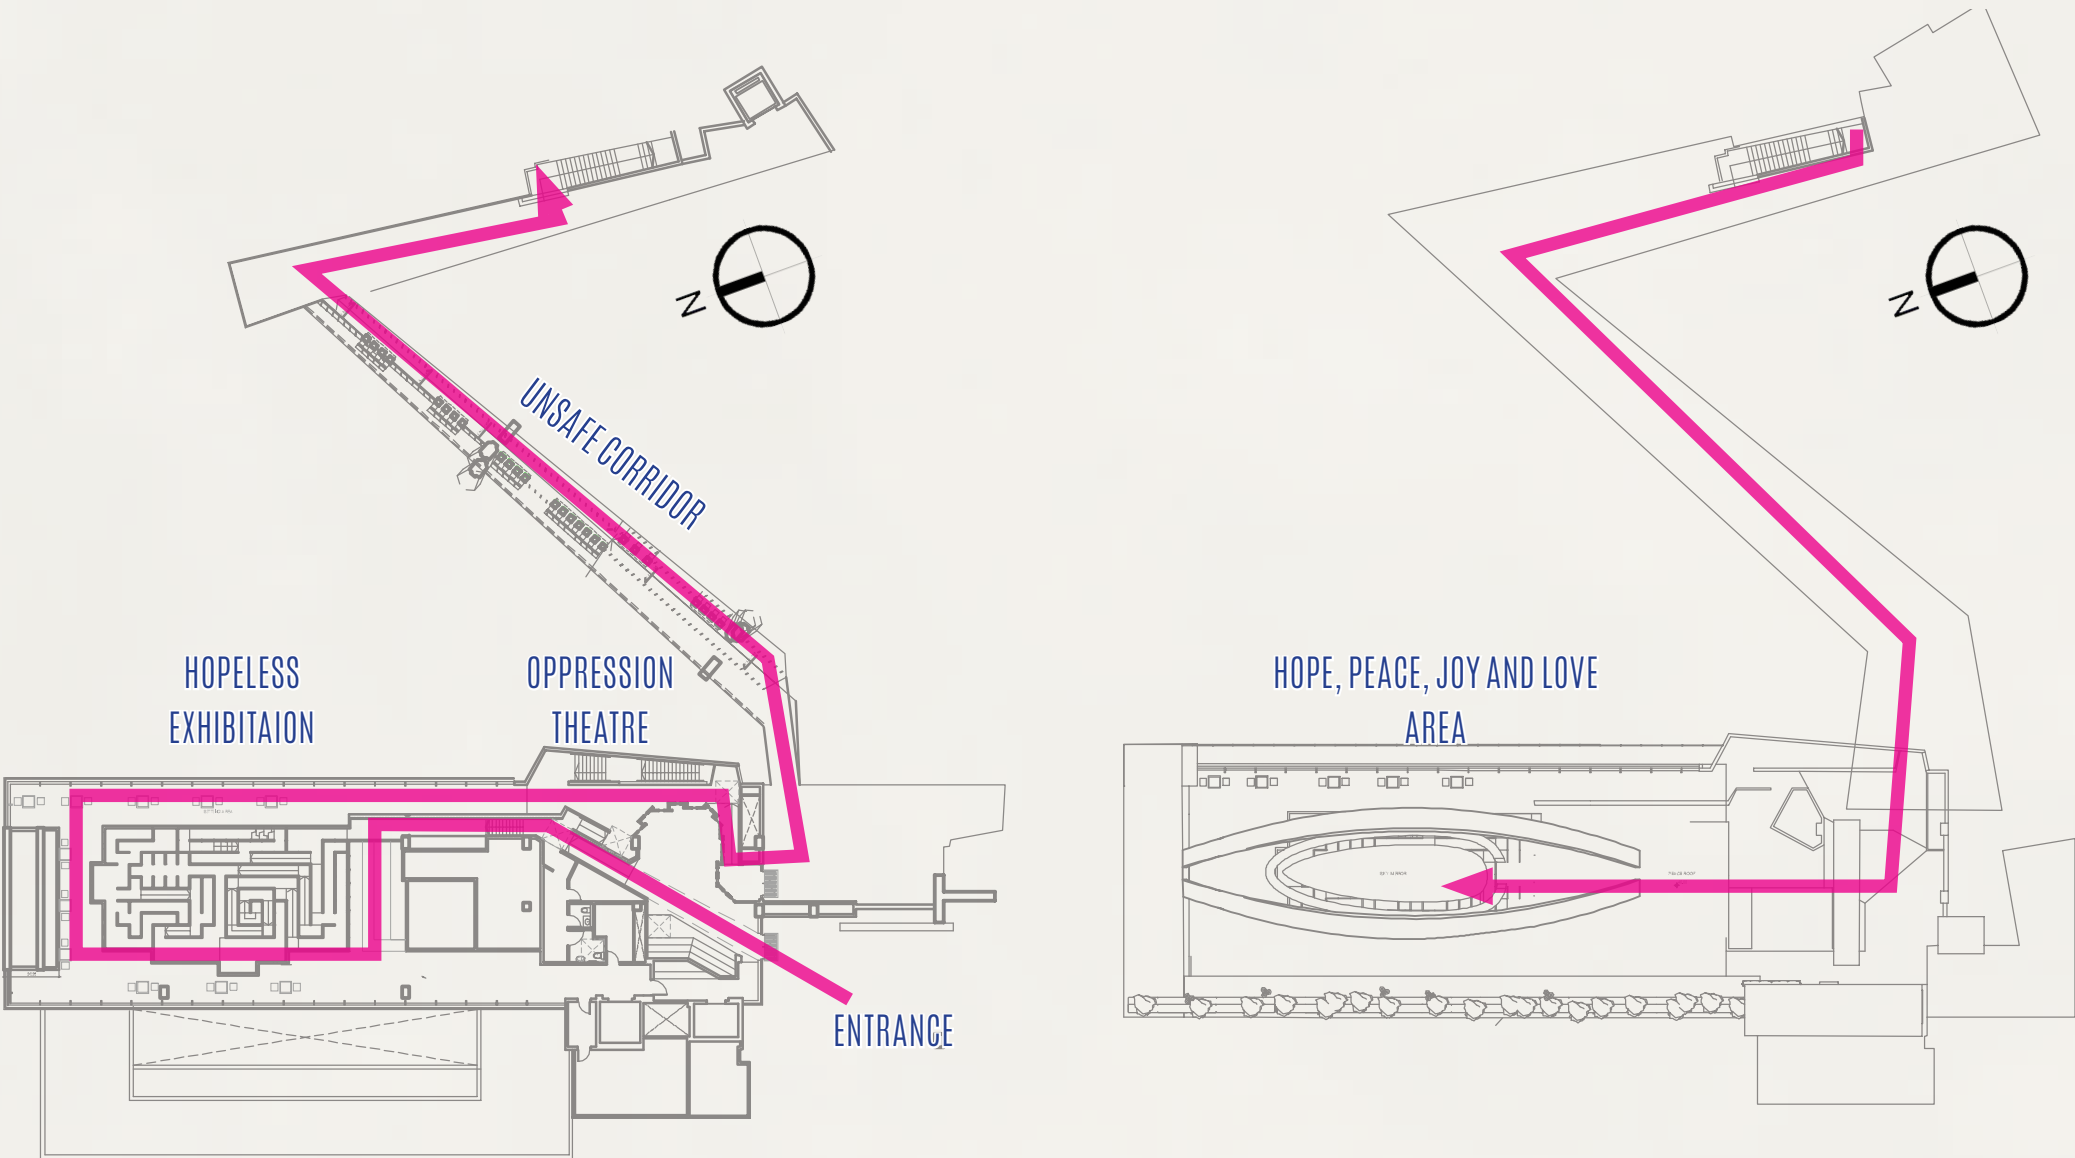 N
N
UNSAFE CORRIDOR
HOPELESS
EXHIBITAION
OPPRESSION
THEATRE
HOPE, PEACE, JOY AND LOVE
AREA
ENTRANCE